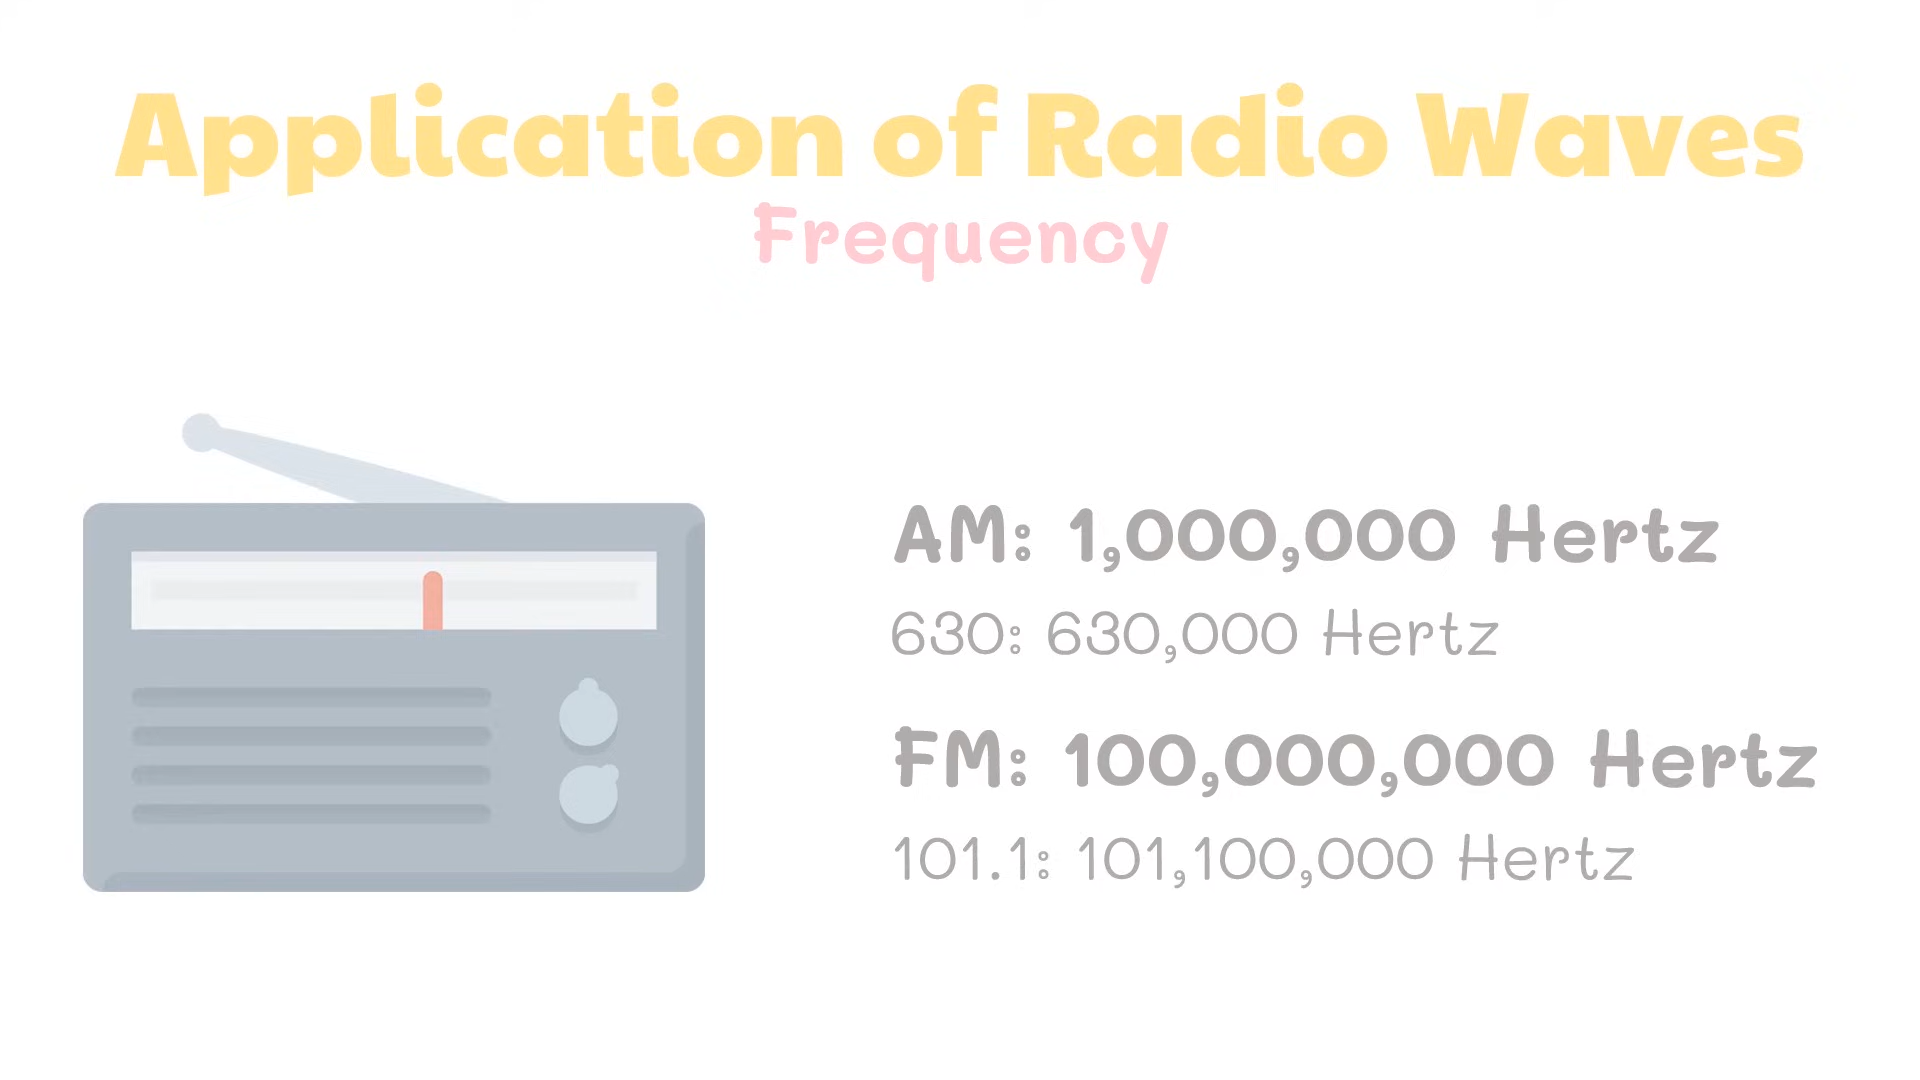 Application of Radio Waves
Frequency
AM: 1,000,000 Hertz
630: 630,000 Hertz
FM: 100,000,000 Hertz
101.1: 101,100,000 Hertz